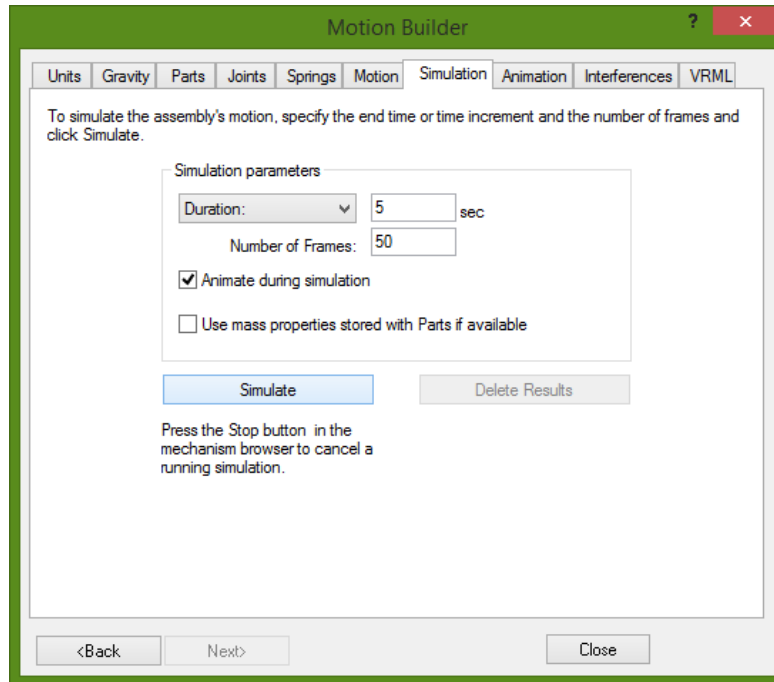 Motion Builder ? ×
Units Gravity Parts Joints Springs Motion Simulation Animation Interferences VRML
To simulate the assembly's motion, specify the end time or time increment and the number of frames and
click Simulate.
Simulation parameters
Duration: 5 sec
Number of Frames: 50
Animate during simulation
Use mass properties stored with Parts if available
Simulate Delete Results
Press the Stop button in the
mechanism browser to cancel a
running simulation.
<Back Next> Close